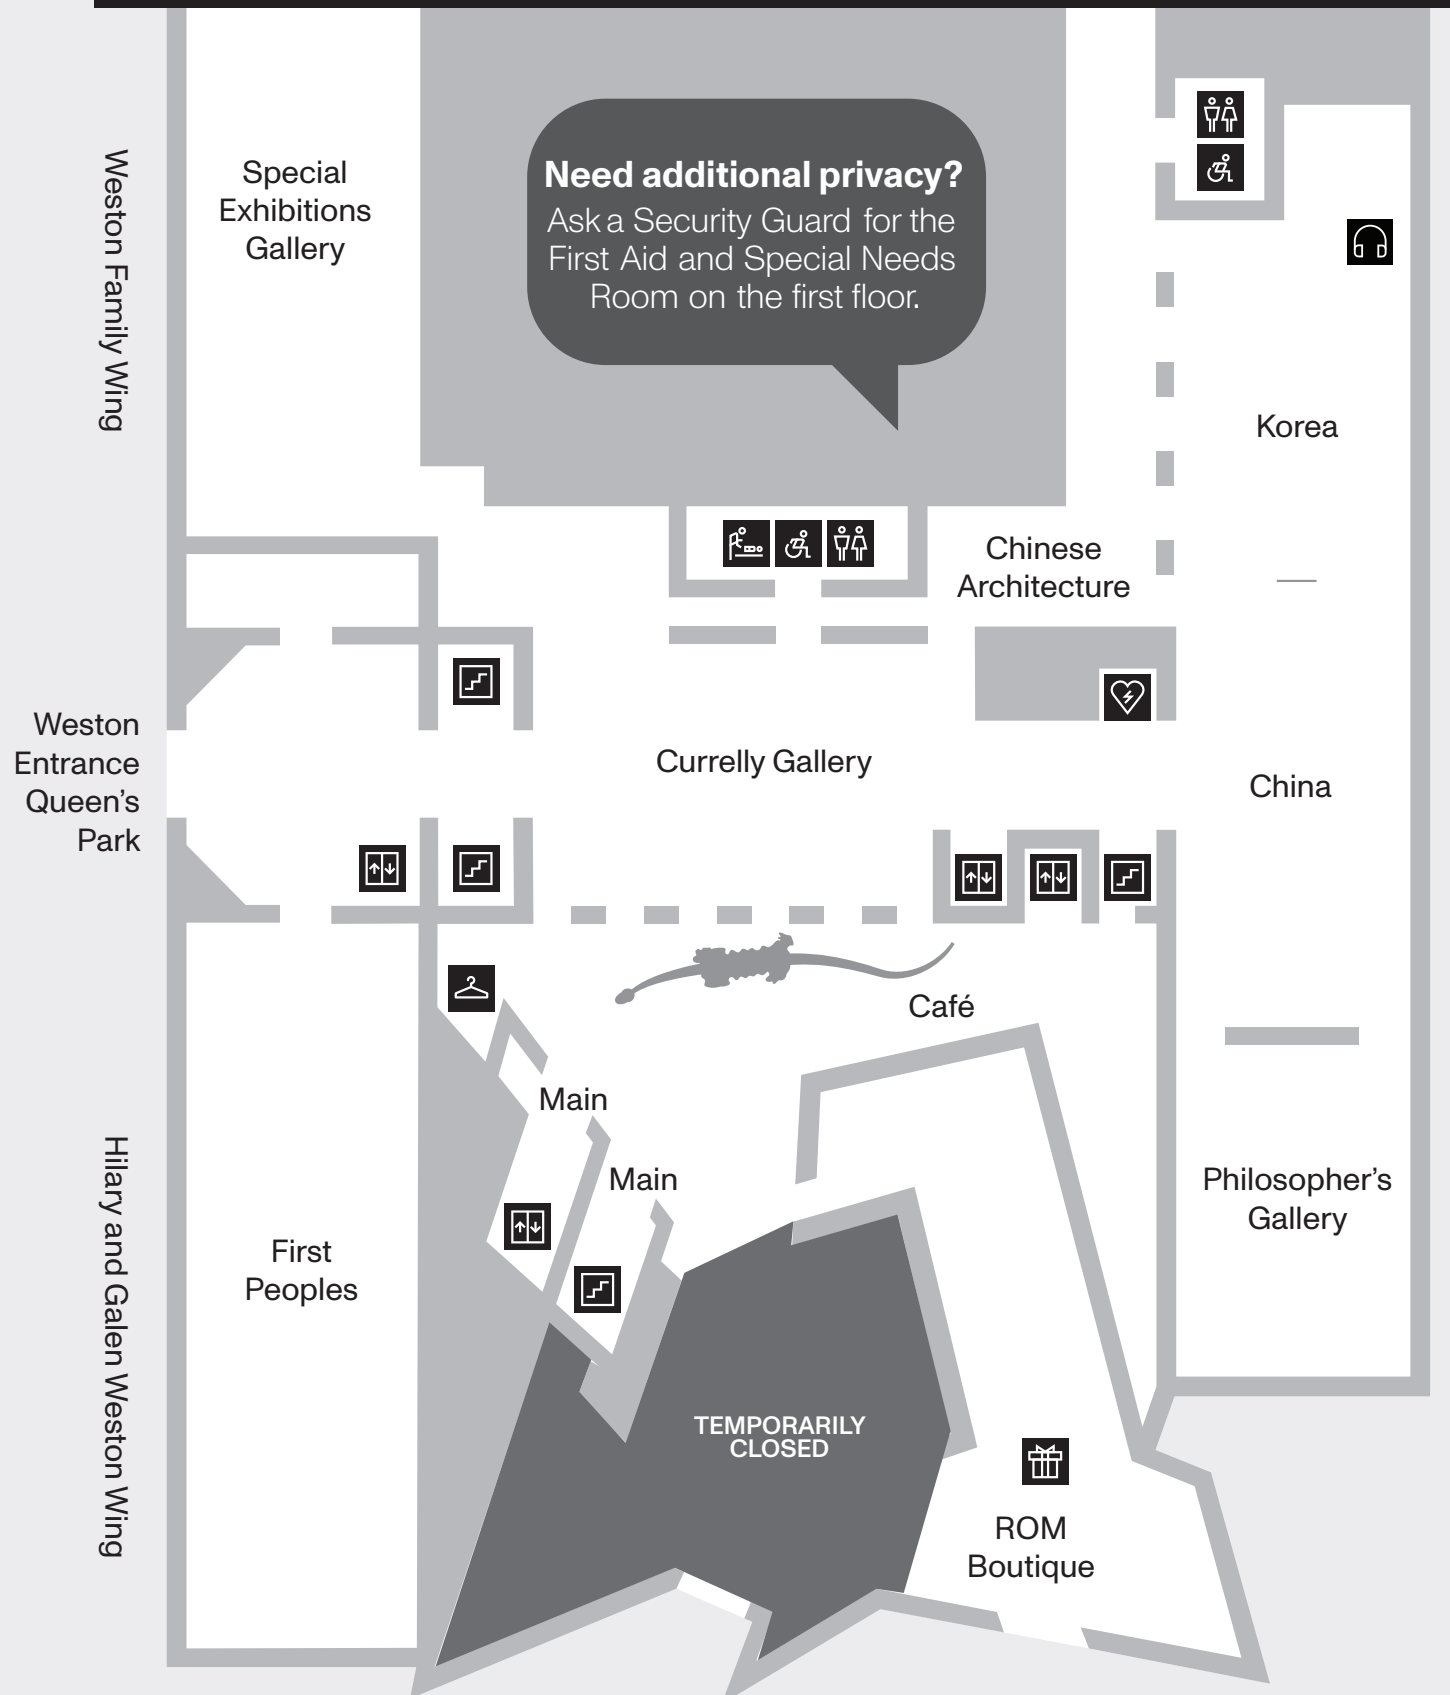 Weston Family Wing
Special
Exhibitions
Gallery
Need additional privacy?
Ask a Security Guard for the
First Aid and Special Needs
Room on the first floor.
Korea
Chinese
Architecture
Weston
Entrance
Queen's
Park
Currelly Gallery
China
Café
Main
Main
Philosopher's
Gallery
Hilary and Galen Weston Wing
First
Peoples
TEMPORARILY
CLOSED
ROM
Boutique